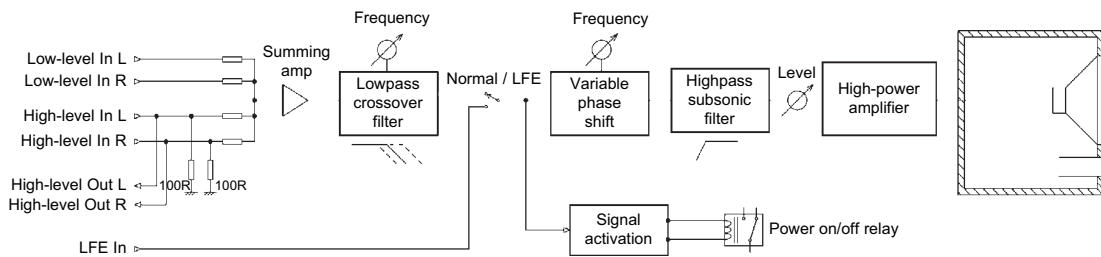 Frequency
Frequency
Low-level In L
Low-level In R
High-level In L
High-level In R
High-level Out L
High-level Out R
LFE In
100R
100R
Summing
amp
Lowpass
crossover
filter
Normal / LFE
Variable
phase
shift
Highpass
subsonic
filter
Level
High-power
amplifier
Signal
activation
Power on/off relay